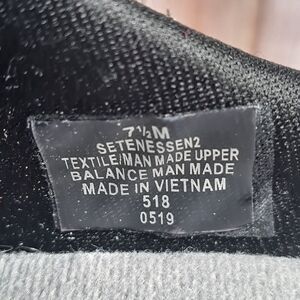 7½M
SETENESSEN2
TEXTILE/MAN MADE UPPER
BALANCE MAN MADE
MADE IN VIETNAM
518
0519